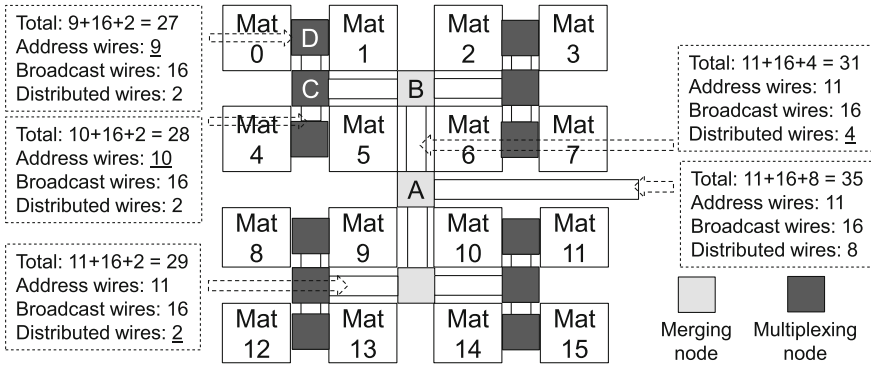 Total: 9+16+2 = 27
Address wires: 9
Broadcast wires: 16
Distributed wires: 2
Total: 10+16+2 = 28
Address wires: 10
Broadcast wires: 16
Distributed wires: 2
Total: 11+16+2 = 29
Address wires: 11
Broadcast wires: 16
Distributed wires: 2
Mat
0
D
Mat
1
Mat
2
Mat
3
C
B
Mat
4
Mat
5
Mat
6
Mat
7
A
Mat
8
Mat
9
Mat
10
Mat
11
Mat
12
Mat
13
Mat
14
Mat
15
Total: 11+16+4 = 31
Address wires: 11
Broadcast wires: 16
Distributed wires: 4
Total: 11+16+8 = 35
Address wires: 11
Broadcast wires: 16
Distributed wires: 8
Merging
node
Multiplexing
node